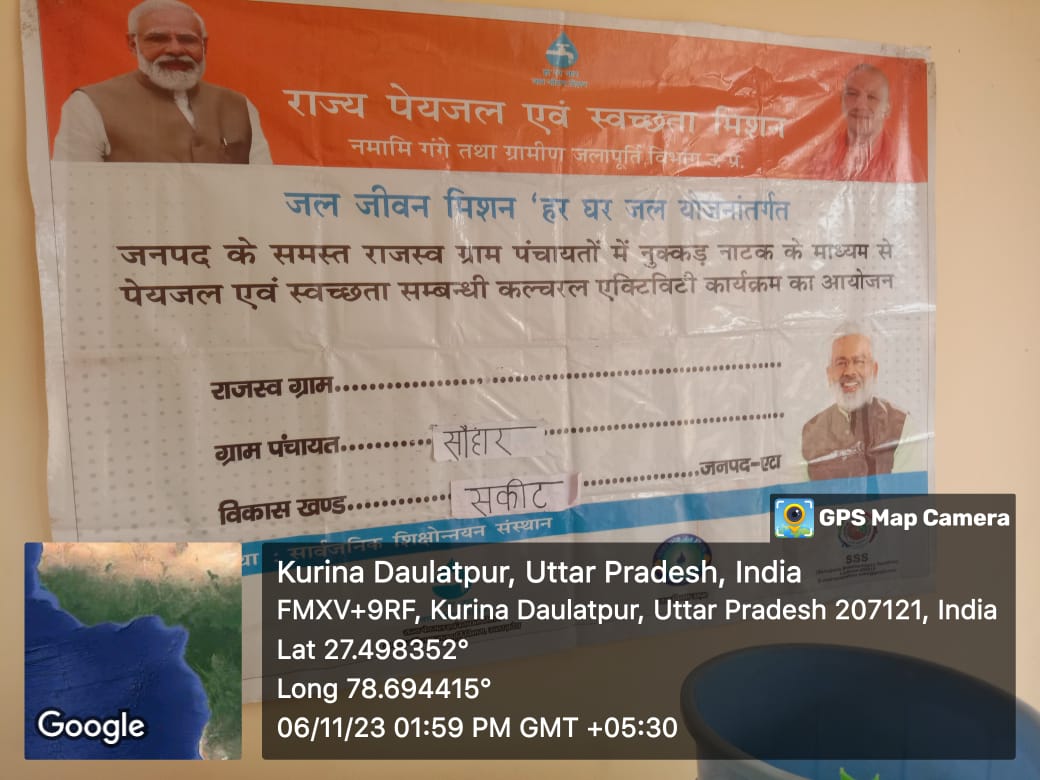 राज्य पेयजल एवं स्वच्छता मिशन
नमामि गंगे तथा ग्रामीण जलापूर्ति विभाग उ.प्र.
जल जीवन मिशन 'हर घर जल योजनांतर्गत
जनपद के समस्त राजस्व ग्राम पंचायतों में नुक्कड़ नाटक के माध्यम से
पेयजल एवं स्वच्छता सम्बन्धी कल्चरल एक्टिविटी कार्यक्रम का आयोजन
राजस्व ग्राम
ग्राम पंचायत सौहार
विकास खण्ड सकीट जनपद-एटा
सार्वजनिक शिक्षोन्नयन संस्थान
SSS
GPS Map Camera
Kurina Daulatpur, Uttar Pradesh, India
FMXV+9RF, Kurina Daulatpur, Uttar Pradesh 207121, India
Lat 27.498352°
Long 78.694415°
06/11/23 01:59 PM GMT +05:30
Google